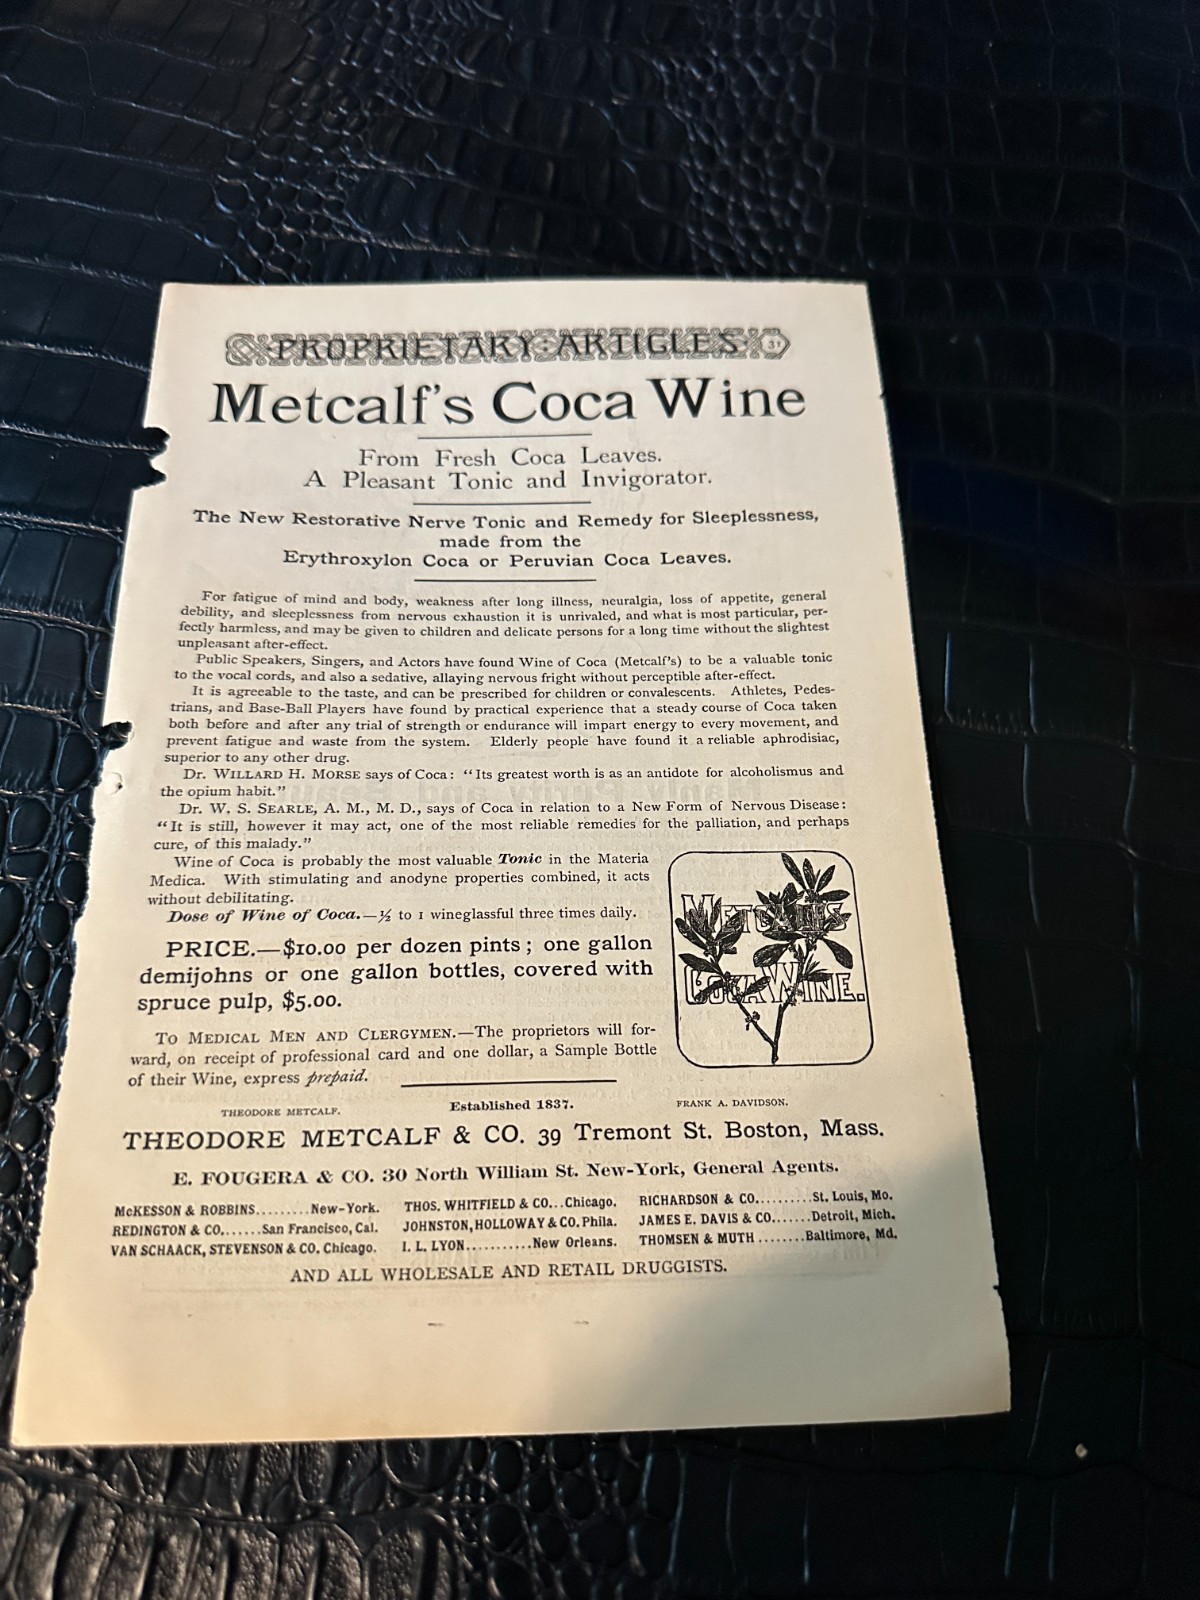 PROPRIETARY:ARTICLES 31
Metcalf's Coca Wine
From Fresh Coca Leaves.
A Pleasant Tonic and Invigorator.
The New Restorative Nerve Tonic and Remedy for Sleeplessness,
made from the
Erythroxylon Coca or Peruvian Coca Leaves.
For fatigue of mind and body, weakness after long illness, neuralgia, loss of appetite, general
debility, and sleeplessness from nervous exhaustion it is unrivaled, and what is most particular, per-
fectly harmless, and may be given to children and delicate persons for a long time without the slightest
unpleasant after-effect.
Public Speakers, Singers, and Actors have found Wine of Coca (Metcalf's) to be a valuable tonic
to the vocal cords, and also a sedative, allaying nervous fright without perceptible after-effect.
It is agreeable to the taste, and can be prescribed for children or convalescents. Athletes, Pedes-
trians, and Base-Ball Players have found by practical experience that a steady course of Coca taken
both before and after any trial of strength or endurance will impart energy to every movement, and
prevent fatigue and waste from the system. Elderly people have found it a reliable aphrodisiac,
superior to any other drug.
Dr. WILLARD H. MORSE says of Coca: "Its greatest worth is as an antidote for alcoholismus and
the opium habit."
Dr. W. S. SEARLE, A. M., M. D., says of Coca in relation to a New Form of Nervous Disease:
"It is still, however it may act, one of the most reliable remedies for the palliation, and perhaps
cure, of this malady."
Wine of Coca is probably the most valuable Tonic in the Materia
Medica. With stimulating and anodyne properties combined, it acts
without debilitating.
Dose of Wine of Coca.—½ to 1 wineglassful three times daily.
PRICE.—$10.00 per dozen pints; one gallon
demijohns or one gallon bottles, covered with
spruce pulp, $5.00.
TO MEDICAL MEN AND CLERGYMEN.—The proprietors will for-
ward, on receipt of professional card and one dollar, a Sample Bottle
of their Wine, express prepaid.
METCALF'S
COCA WINE.
THEODORE METCALF. Established 1837. FRANK A. DAVIDSON.
THEODORE METCALF & CO. 39 Tremont St. Boston, Mass.
E. FOUGERA & CO. 30 North William St. New-York, General Agents.
McKESSON & ROBBINS.........New-York. THOS. WHITFIELD & CO...Chicago. RICHARDSON & CO..........St. Louis, Mo.
REDINGTON & CO......San Francisco, Cal. JOHNSTON, HOLLOWAY & CO. Phila. JAMES E. DAVIS & CO.......Detroit, Mich.
VAN SCHAACK, STEVENSON & CO. Chicago. I. L. LYON...........New Orleans. THOMSEN & MUTH ........Baltimore, Md.
AND ALL WHOLESALE AND RETAIL DRUGGISTS.